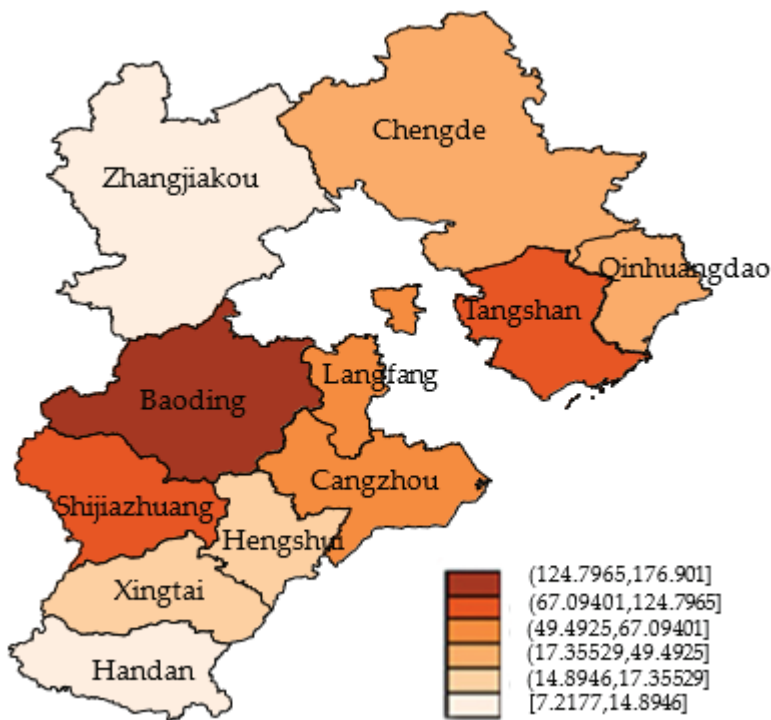 Chengde
Zhangjiakou
Qinhuangdao
Tangshan
Langfang
Baoding
Cangzhou
Shijiazhuang
Hengshui
Xingtai
Handan
(124.7965,176.901]
(67.09401,124.7965]
(49.4925,67.09401]
(17.35529,49.4925]
(14.8946,17.35529]
[7.2177,14.8946]